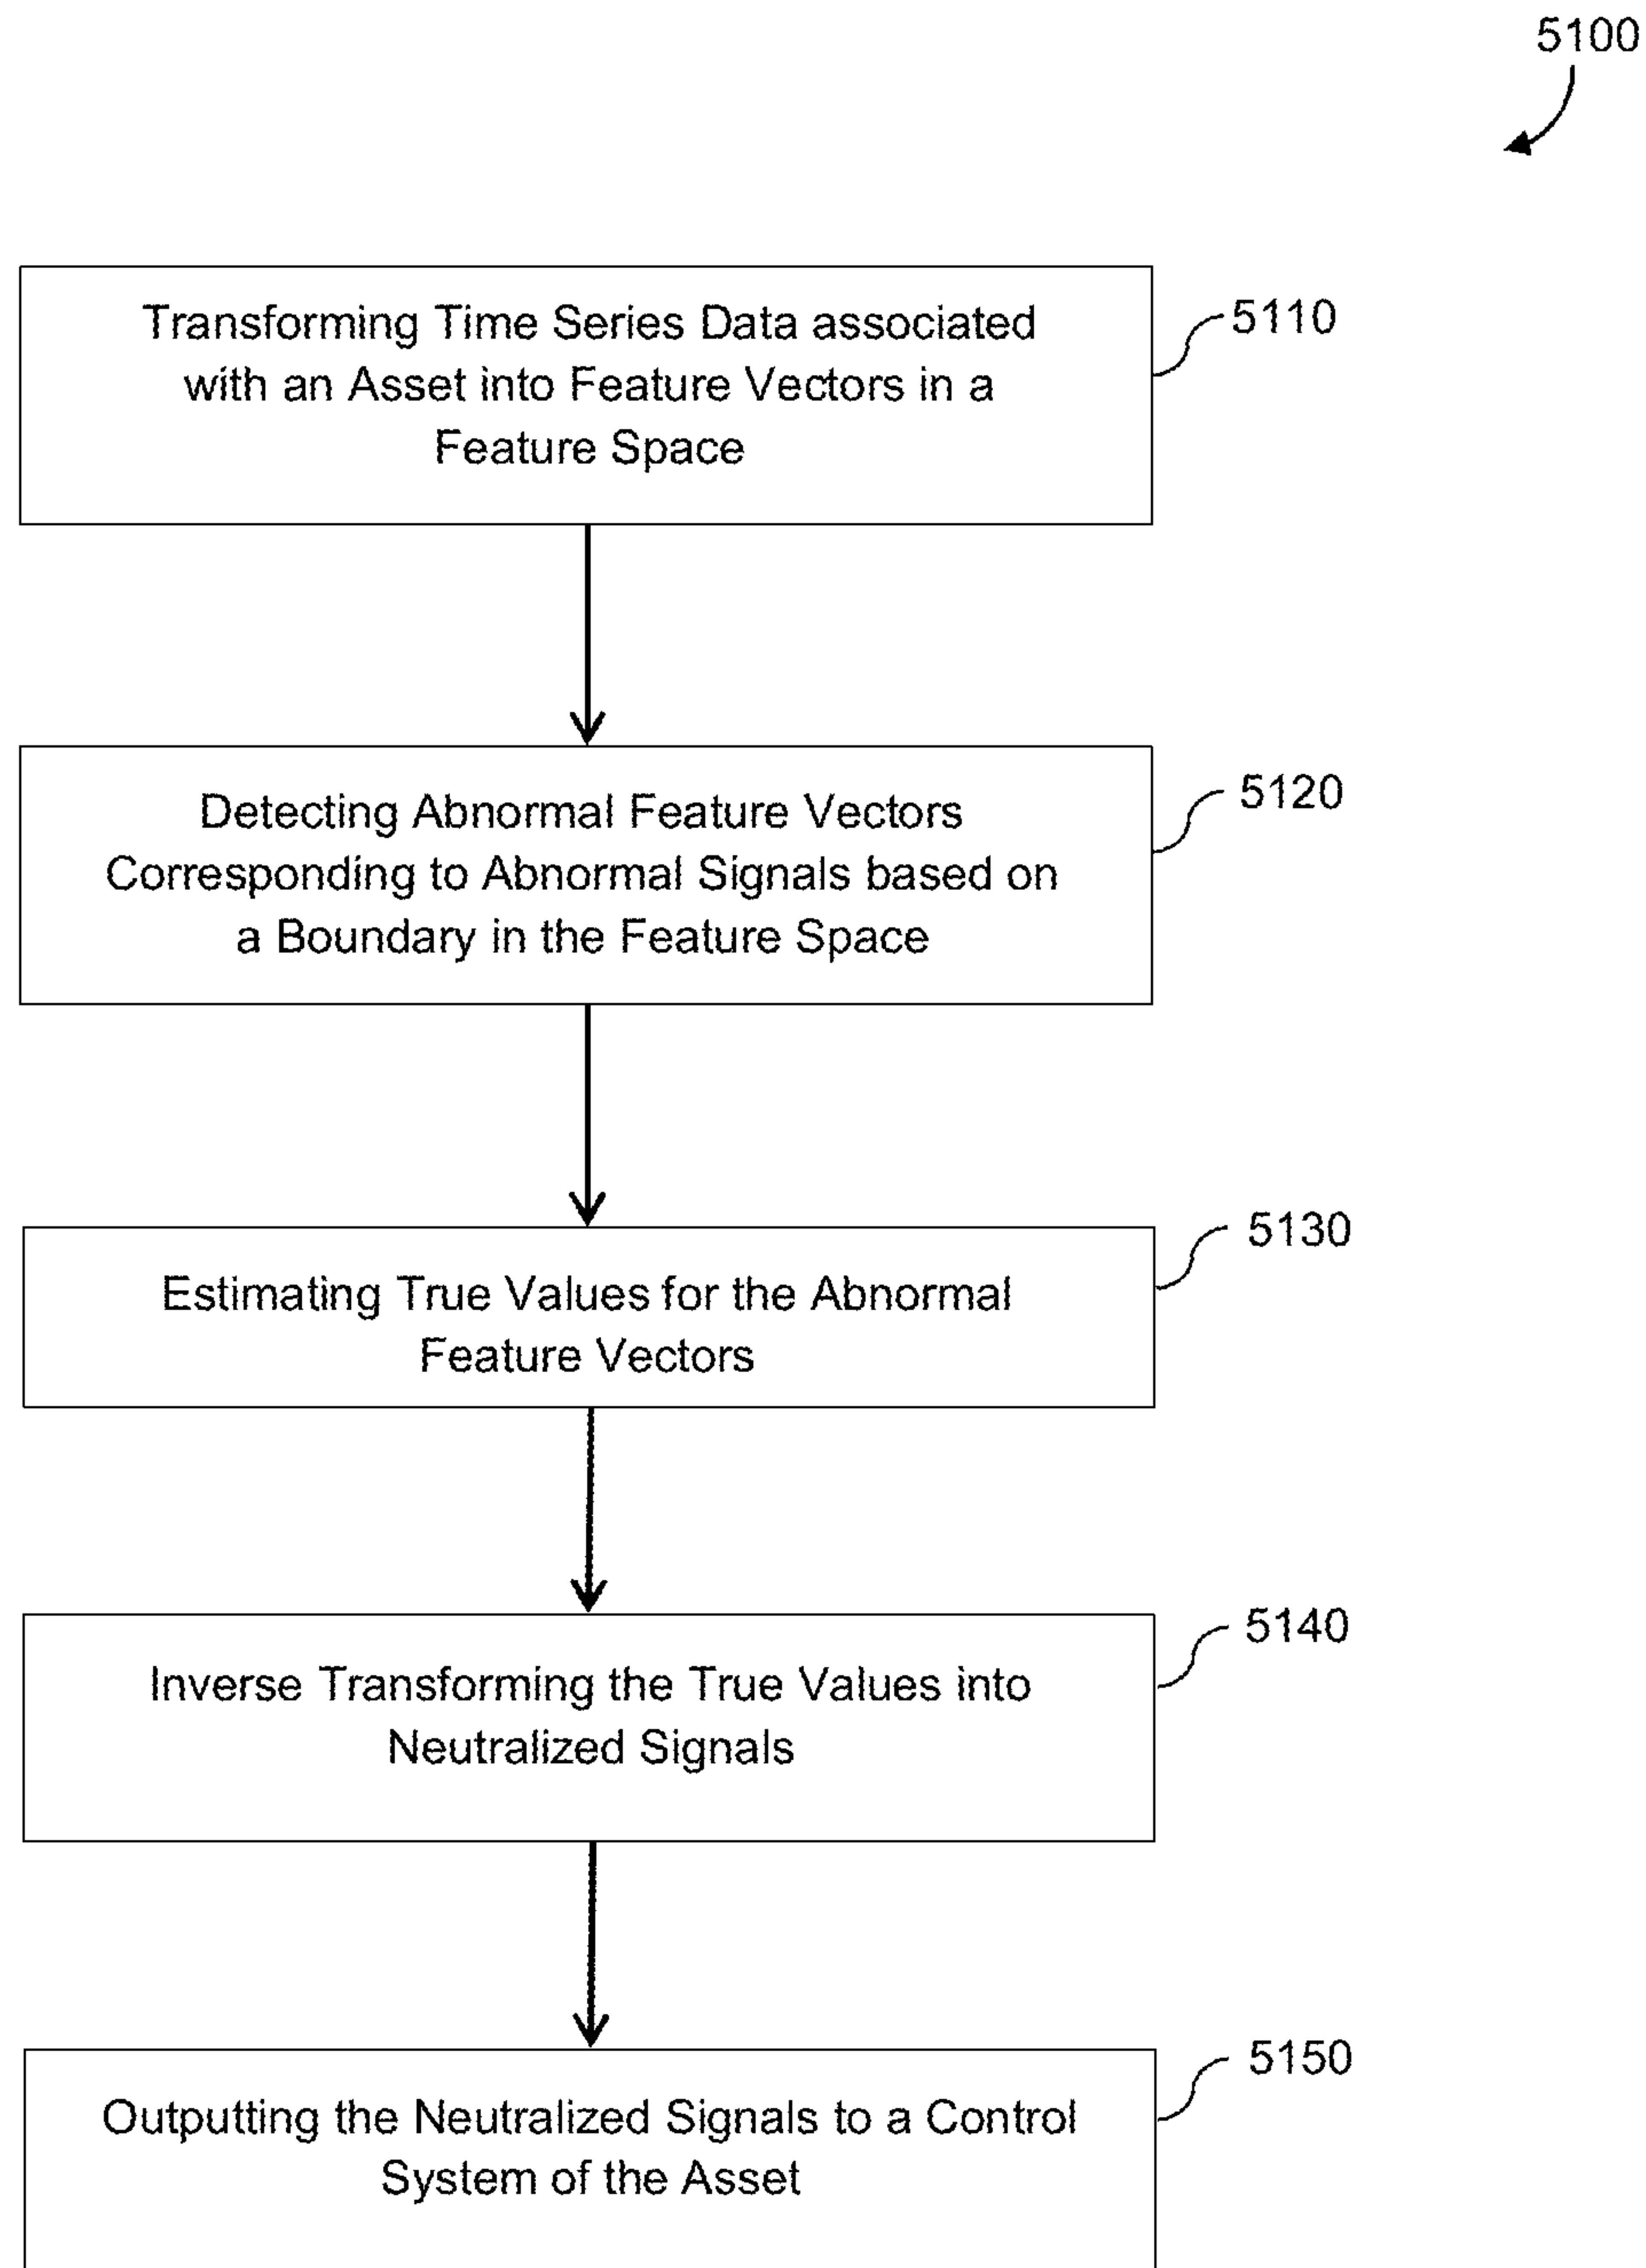 5100
Transforming Time Series Data associated
with an Asset into Feature Vectors in a
Feature Space
5110
Detecting Abnormal Feature Vectors
Corresponding to Abnormal Signals based on
a Boundary in the Feature Space
5120
Estimating True Values for the Abnormal
Feature Vectors
5130
Inverse Transforming the True Values into
Neutralized Signals
5140
Outputting the Neutralized Signals to a Control
System of the Asset
5150